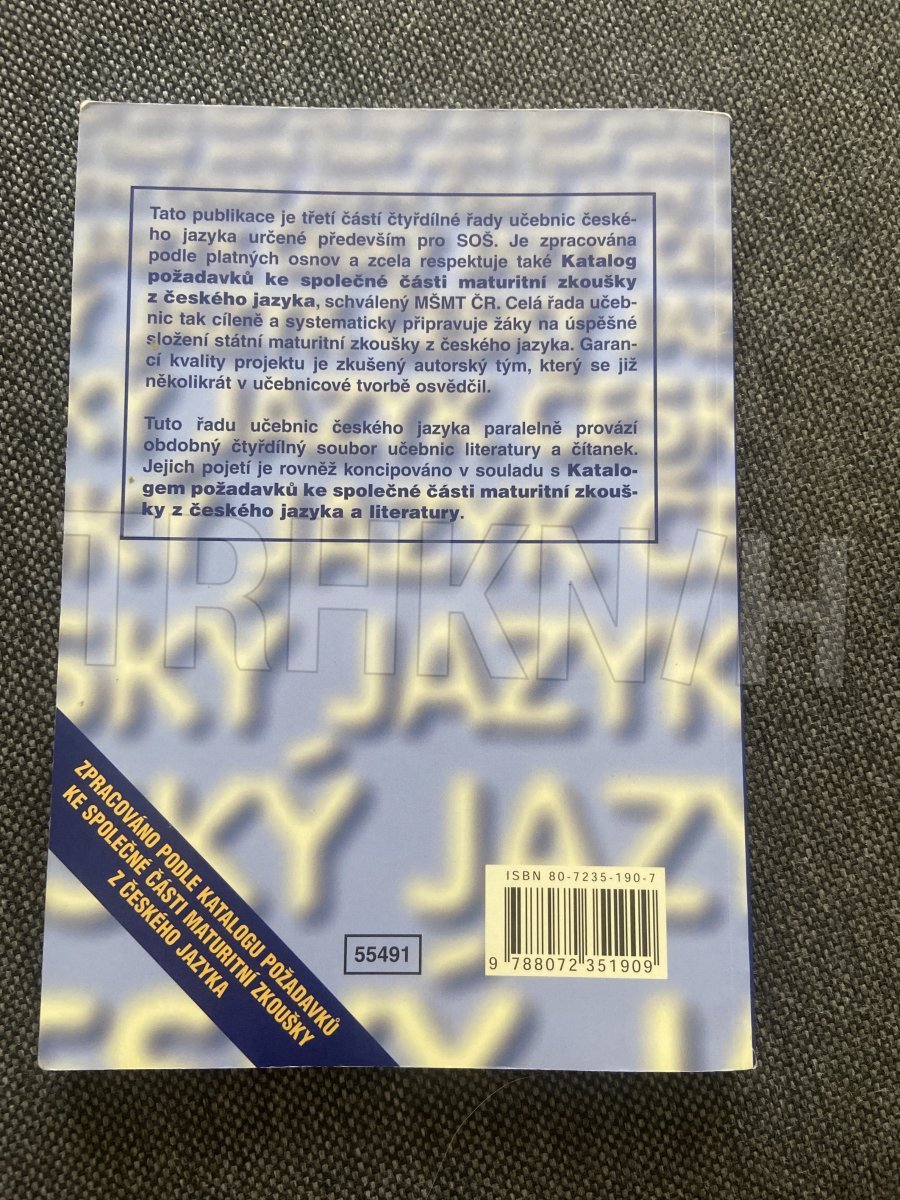 Tato publikace je třetí částí čtyřdílné řady učebnic české-
ho jazyka určené především pro SOŠ. Je zpracována
podle platných osnov a zcela respektuje také Katalog
požadavků ke společné části maturitní zkoušky
z českého jazyka, schválený MŠMT ČR. Celá řada učeb-
nic tak cíleně a systematicky připravuje žáky na úspěšné
složení státní maturitní zkoušky z českého jazyka. Garan-
cí kvality projektu je zkušený autorský tým, který se již
několikrát v učebnicové tvorbě osvědčil.
Tuto řadu učebnic českého jazyka paralelně provází
obdobný čtyřdílný soubor učebnic literatury a čítanek.
Jejich pojetí je rovněž koncipováno v souladu s Katalo-
gem požadavků ke společné části maturitní zkouš-
ky z českého jazyka a literatury.
TRHKNIH
SKÝ JAZYK
SKÝ JAZY
ZPRACOVÁNO PODLE KATALOGU POŽADAVKŮ
KE SPOLEČNÉ ČÁSTI MATURITNÍ ZKOUŠKY
Z ČESKÉHO JAZYKA
55491
ISBN 80-7235-190-7
9 788072 351909